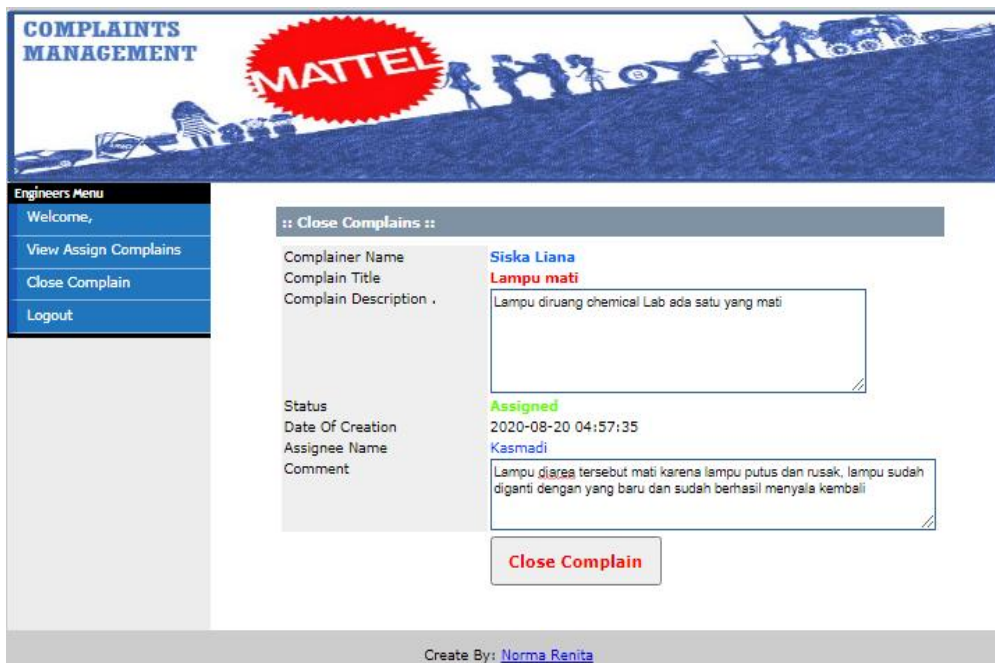 COMPLAINTS
MANAGEMENT
MATTEL
8
UNO
Engineers Menu
Welcome,
View Assign Complains
Close Complain
Logout
:: Close Complains ::
Complainer Name Siska Liana
Complain Title Lampu mati
Complain Description . Lampu diruang chemical Lab ada satu yang mati
Status Assigned
Date Of Creation 2020-08-20 04:57:35
Assignee Name Kasmadi
Comment Lampu diarea tersebut mati karena lampu putus dan rusak, lampu sudah
diganti dengan yang baru dan sudah berhasil menyala kembali
Close Complain
Create By: Norma Renita